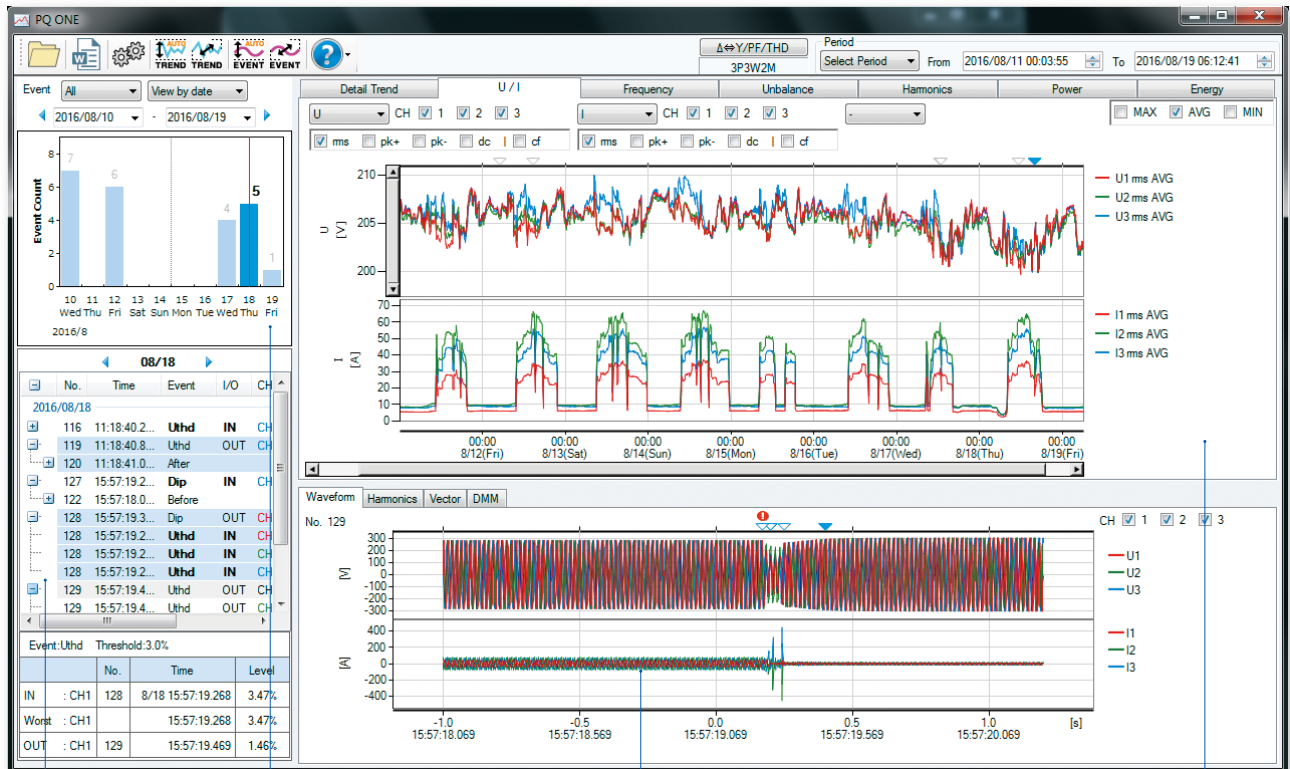 PQ ONE
AUTO TREND TREND AUTO EVENT EVENT ?
Δ⇔Y/PF/THD
3P3W2M
Period
Select Period From 2016/08/11 00:03:55 To 2016/08/19 06:12:41
Event All View by date
2016/08/10 - 2016/08/19
Event Count
8
6
4
2
0
7 6 4 5 1
10 11 12 13 14 15 16 17 18 19
Wed Thu Fri Sat Sun Mon Tue Wed Thu Fri
2016/8
08/18
No. Time Event I/O CH
2016/08/18
116 11:18:40.2... Uthd IN CH
119 11:18:40.8... Uthd OUT CH
120 11:18:41.0... After
127 15:57:19.2... Dip IN CH
122 15:57:18.0... Before
128 15:57:19.3... Dip OUT CH
128 15:57:19.2... Uthd IN CH
128 15:57:19.2... Uthd IN CH
128 15:57:19.2... Uthd IN CH
129 15:57:19.4... Uthd OUT CH
129 15:57:19.4... Uthd OUT CH
Event:Uthd Threshold:3.0%
No. Time Level
IN : CH1 128 8/18 15:57:19.268 3.47%
Worst : CH1 15:57:19.268 3.47%
OUT : CH1 129 15:57:19.469 1.46%
Detail Trend U / I Frequency Unbalance Harmonics Power Energy
U CH 1 2 3 I CH 1 2 3 - MAX AVG MIN
rms pk+ pk- dc | cf rms pk+ pk- dc | cf
U [V]
210
205
200
U1 rms AVG
U2 rms AVG
U3 rms AVG
I [A]
70
60
50
40
30
20
10
0
I1 rms AVG
I2 rms AVG
I3 rms AVG
00:00 00:00 00:00 00:00 00:00 00:00 00:00 00:00
8/12(Fri) 8/13(Sat) 8/14(Sun) 8/15(Mon) 8/16(Tue) 8/17(Wed) 8/18(Thu) 8/19(Fri)
Waveform Harmonics Vector DMM
No. 129 CH 1 2 3
[V]
300
200
100
0
-100
-200
-300
U1
U2
U3
[A]
400
200
0
-200
-400
I1
I2
I3
-1.0 -0.5 0.0 0.5 1.0 [s]
15:57:18.069 15:57:18.569 15:57:19.069 15:57:19.569 15:57:20.069